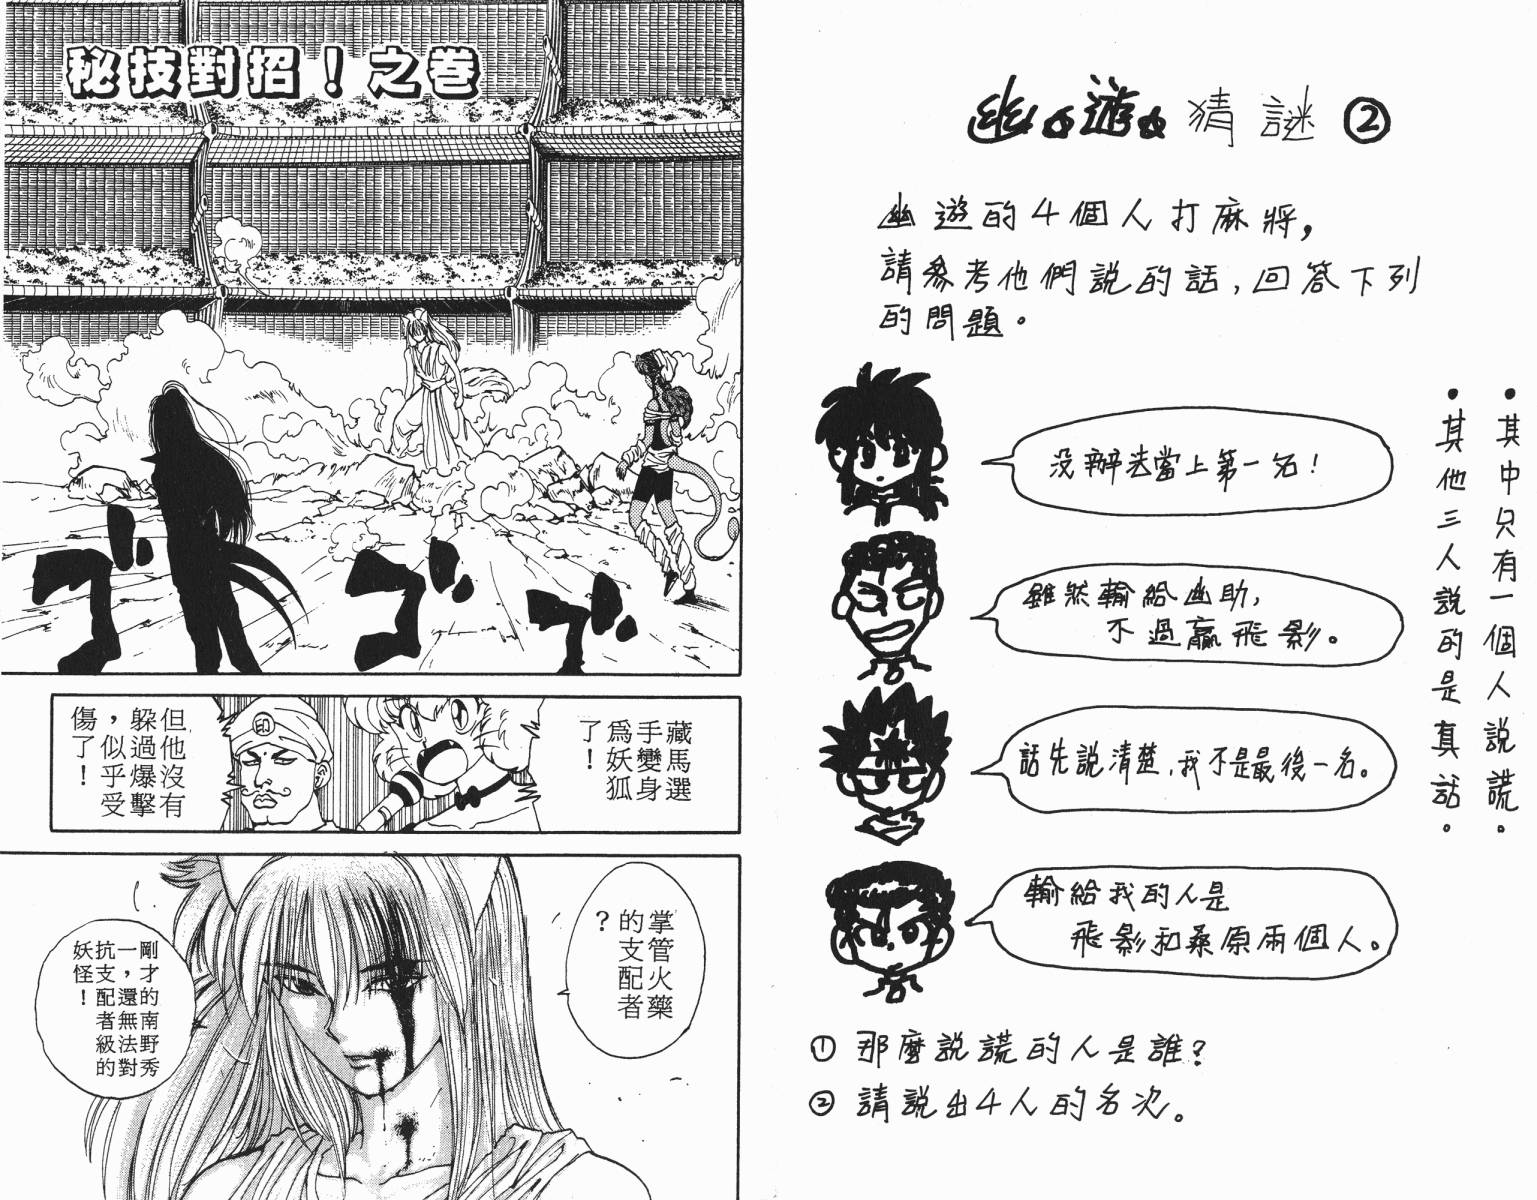 幽☆遊☆猜謎②
幽遊的4個人打麻將，
請參考他們說的話，回答下列
的問題。
•其中只有一個人說謊。
•其他三人說的是真話。
沒辦法當上第一名！
雖然輸給幽助，
不過贏飛影。
話先說清楚，我不是最後一名。
輸給我的人是
飛影和桑原兩個人。
① 那麼說謊的人是誰？
② 請說出4人的名次。
秘技對招！之卷
ゴゴゴ
藏馬選
手變身
爲妖狐
了！
印
但他沒有
躲過爆擊
，似乎受
傷了！
掌管火藥
的支配者
？
剛才的南野秀
一，還無法對
抗支配者級的
妖怪！